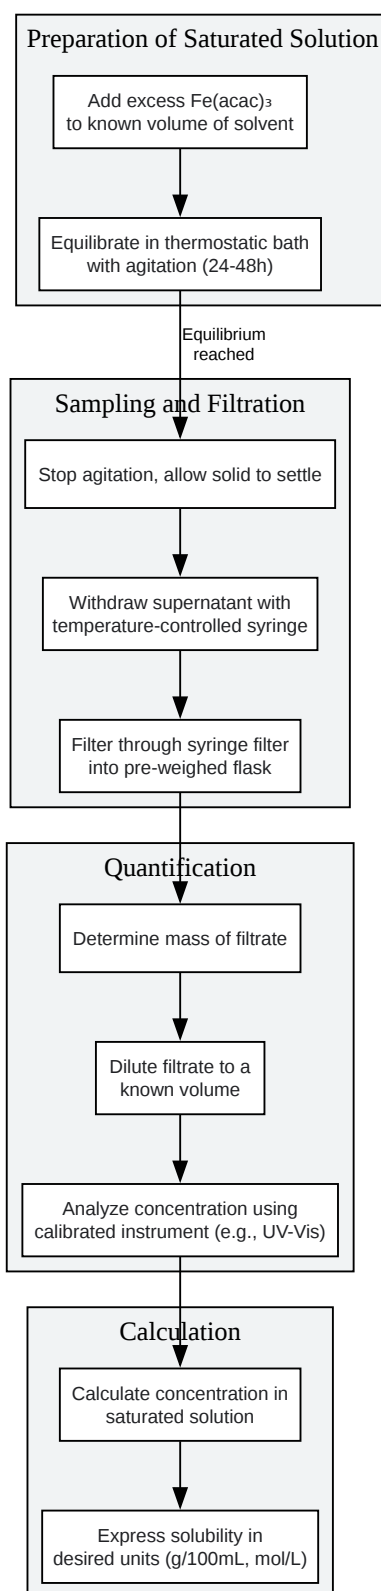 Preparation of Saturated Solution
Add excess Fe(acac)₃
to known volume of solvent
Equilibrate in thermostatic bath
with agitation (24-48h)
Equilibrium
reached
Sampling and Filtration
Stop agitation, allow solid to settle
Withdraw supernatant with
temperature-controlled syringe
Filter through syringe filter
into pre-weighed flask
Quantification
Determine mass of filtrate
Dilute filtrate to a
known volume
Analyze concentration using
calibrated instrument (e.g., UV-Vis)
Calculation
Calculate concentration in
saturated solution
Express solubility in
desired units (g/100mL, mol/L)